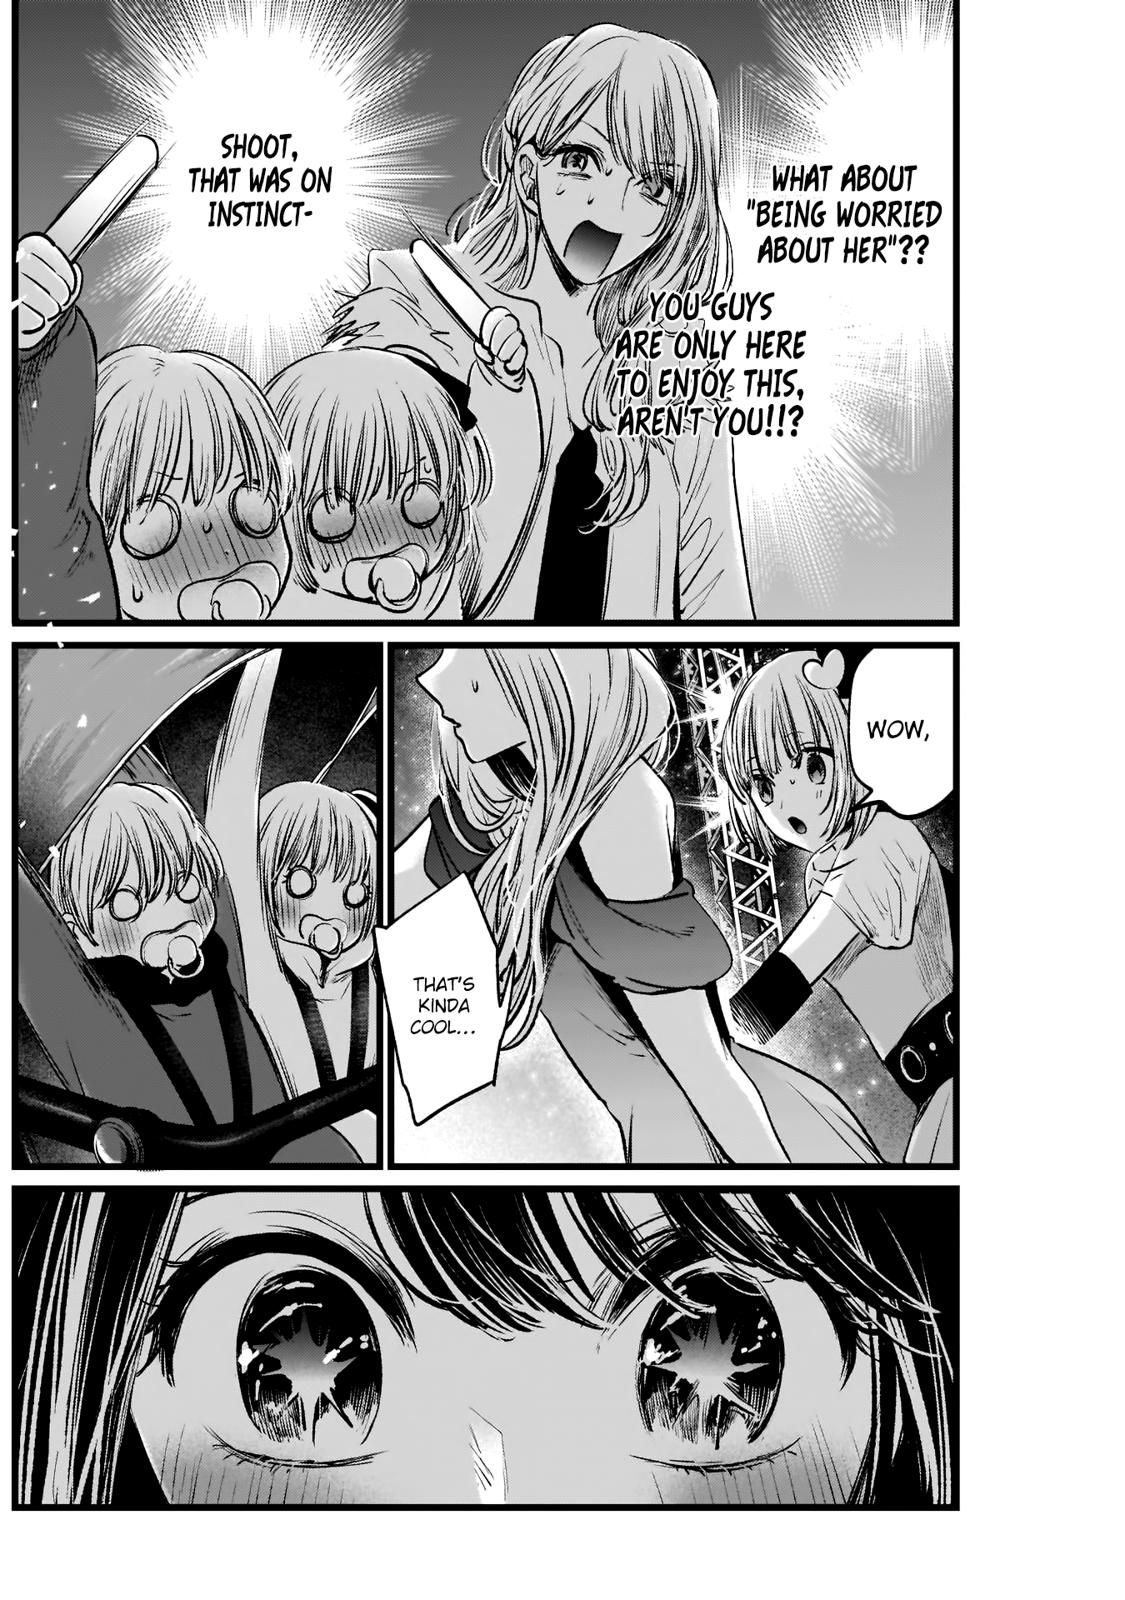 WHAT ABOUT
"BEING WORRIED
ABOUT HER"??
YOU GUYS
ARE ONLY HERE
TO ENJOY THIS,
AREN'T YOU!!?
SHOOT,
THAT WAS ON
INSTINCT-
WOW,
THAT'S
KINDA
COOL...